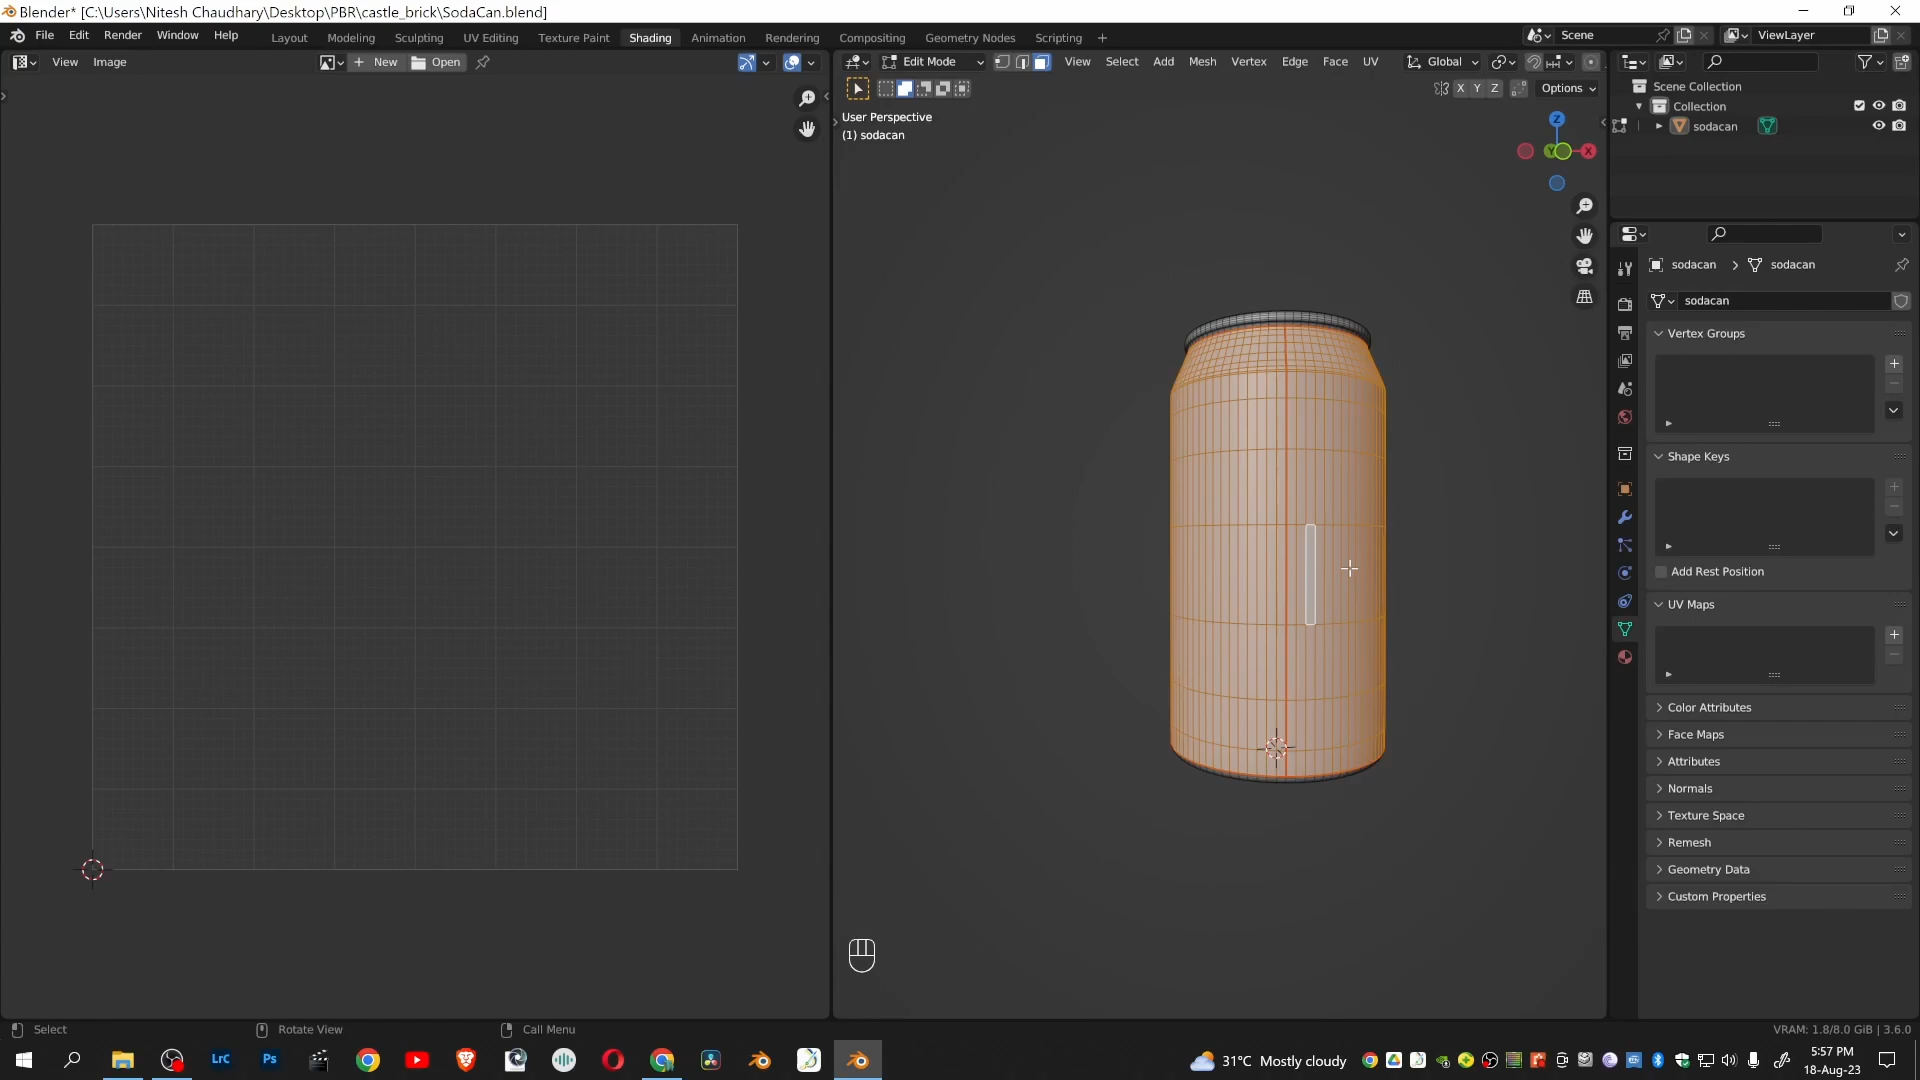 Blender* [C:\Users\Nitesh Chaudhary\Desktop\PBR\castle_brick\SodaCan.blend]
File Edit Render Window Help Layout Modeling Sculpting UV Editing Texture Paint Shading Animation Rendering Compositing Geometry Nodes Scripting + Scene ViewLayer
View Image New Open Edit Mode View Select Add Mesh Vertex Edge Face UV Global
X Y Z Options
Scene Collection
Collection
sodacan
User Perspective
(1) sodacan
Z
Y X
sodacan > sodacan
sodacan
Vertex Groups
Shape Keys
Add Rest Position
UV Maps
Color Attributes
Face Maps
Attributes
Normals
Texture Space
Remesh
Geometry Data
Custom Properties
Select Rotate View Call Menu VRAM: 1.8/8.0 GiB | 3.6.0
LrC Ps 31°C Mostly cloudy 5:57 PM
18-Aug-23